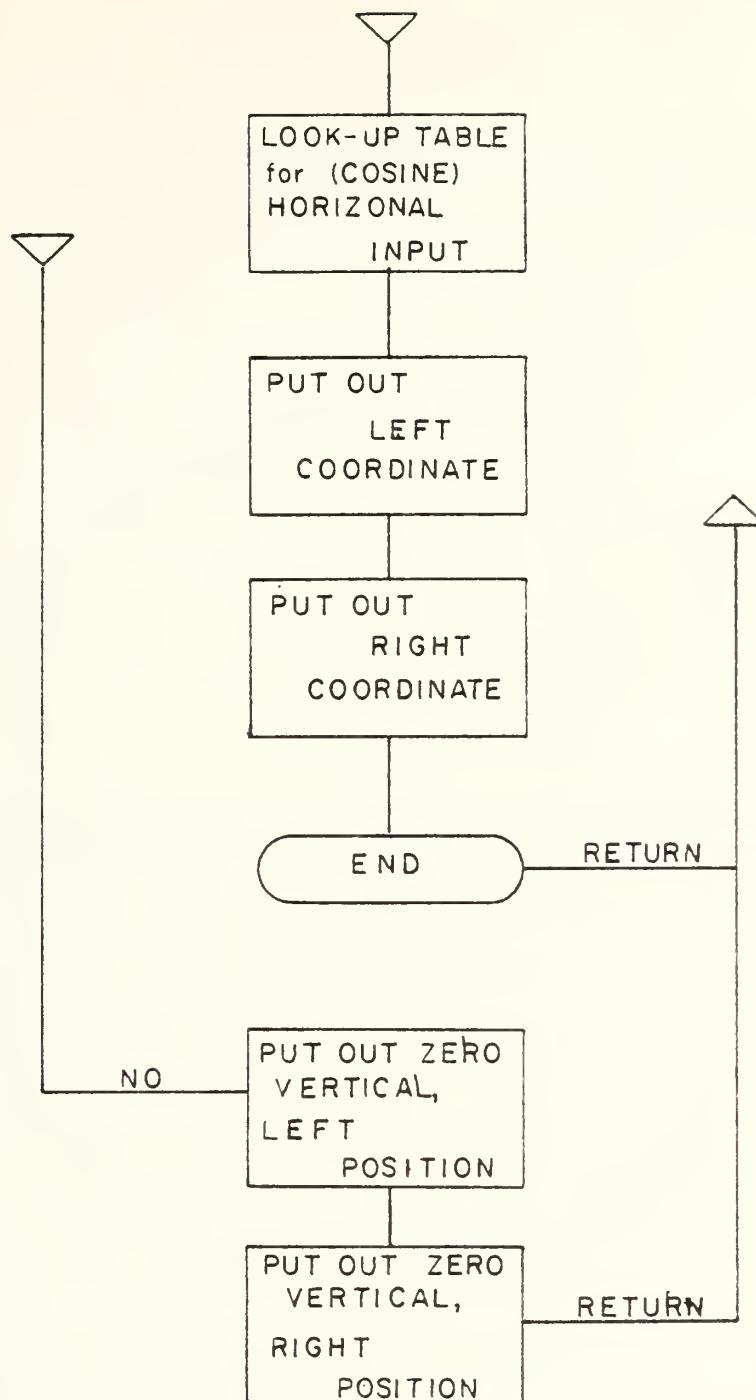 LOOK-UP TABLE
for (COSINE)
HORIZONAL
INPUT
PUT OUT
LEFT
COORDINATE
PUT OUT
RIGHT
COORDINATE
END
RETURN
NO
PUT OUT ZERO
VERTICAL,
LEFT
POSITION
PUT OUT ZERO
VERTICAL,
RIGHT
POSITION
RETURN